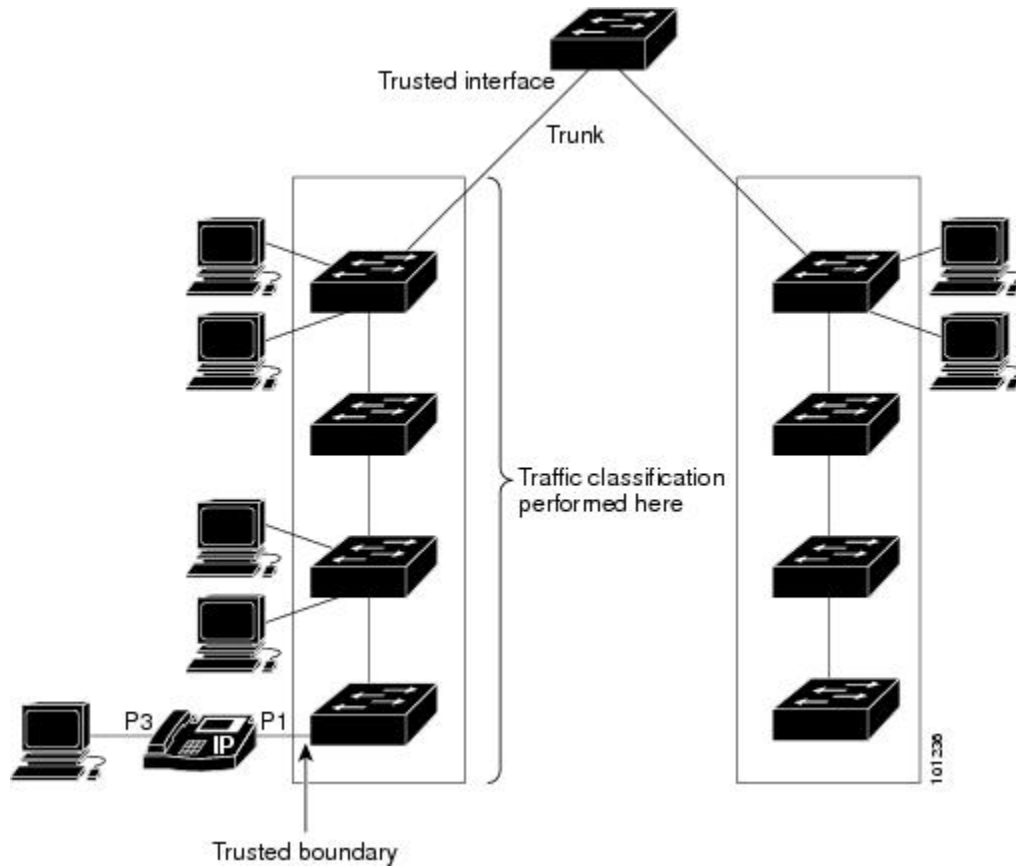 Trusted interface
Trunk
Traffic classification
performed here
P3
IP
P1
Trusted boundary
101236